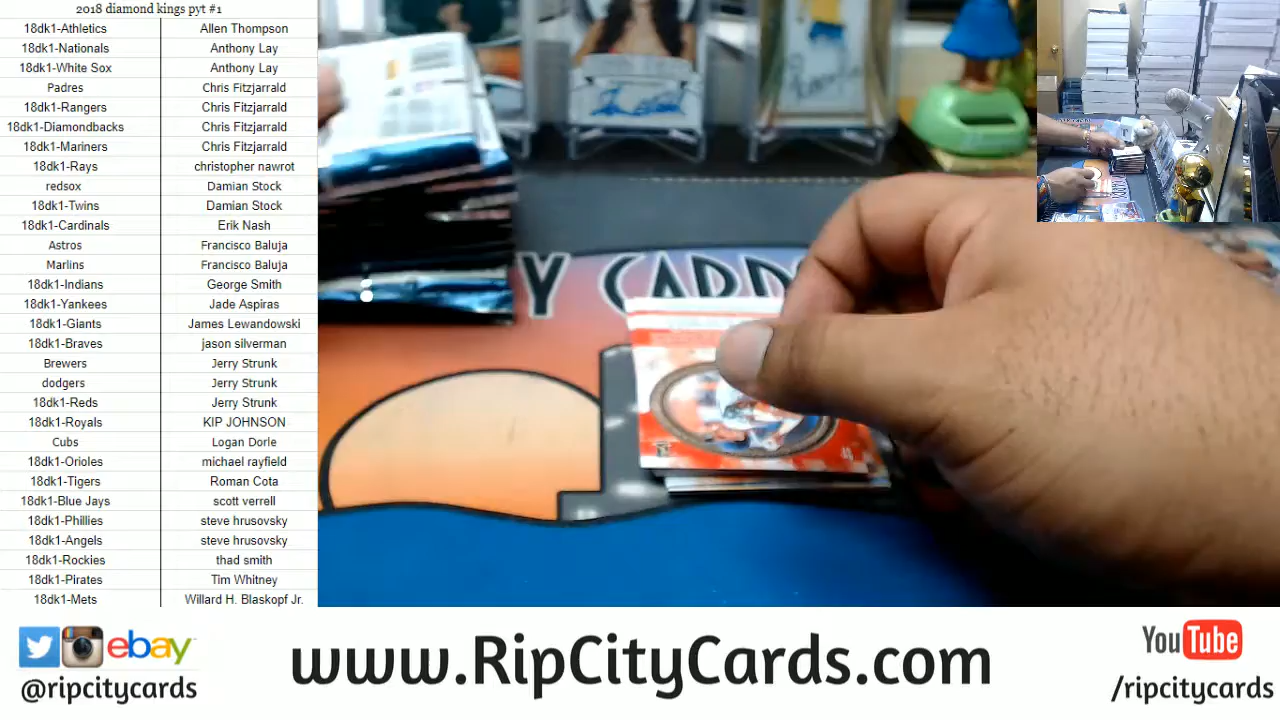 2018 diamond kings pyt #1
18dk1-Athletics Allen Thompson
18dk1-Nationals Anthony Lay
18dk1-White Sox Anthony Lay
Padres Chris Fitzjarrald
18dk1-Rangers Chris Fitzjarrald
18dk1-Diamondbacks Chris Fitzjarrald
18dk1-Mariners Chris Fitzjarrald
18dk1-Rays christopher nawrot
redsox Damian Stock
18dk1-Twins Damian Stock
18dk1-Cardinals Erik Nash
Astros Francisco Baluja
Marlins Francisco Baluja
18dk1-Indians George Smith
18dk1-Yankees Jade Aspiras
18dk1-Giants James Lewandowski
18dk1-Braves jason silverman
Brewers Jerry Strunk
dodgers Jerry Strunk
18dk1-Reds Jerry Strunk
18dk1-Royals KIP JOHNSON
Cubs Logan Dorle
18dk1-Orioles michael rayfield
18dk1-Tigers Roman Cota
18dk1-Blue Jays scott verrell
18dk1-Phillies steve hrusovsky
18dk1-Angels steve hrusovsky
18dk1-Rockies thad smith
18dk1-Pirates Tim Whitney
18dk1-Mets Willard H. Blaskopf Jr.
Y CARDS
ebay
@ripcitycards
www.RipCityCards.com
YouTube
/ripcitycards